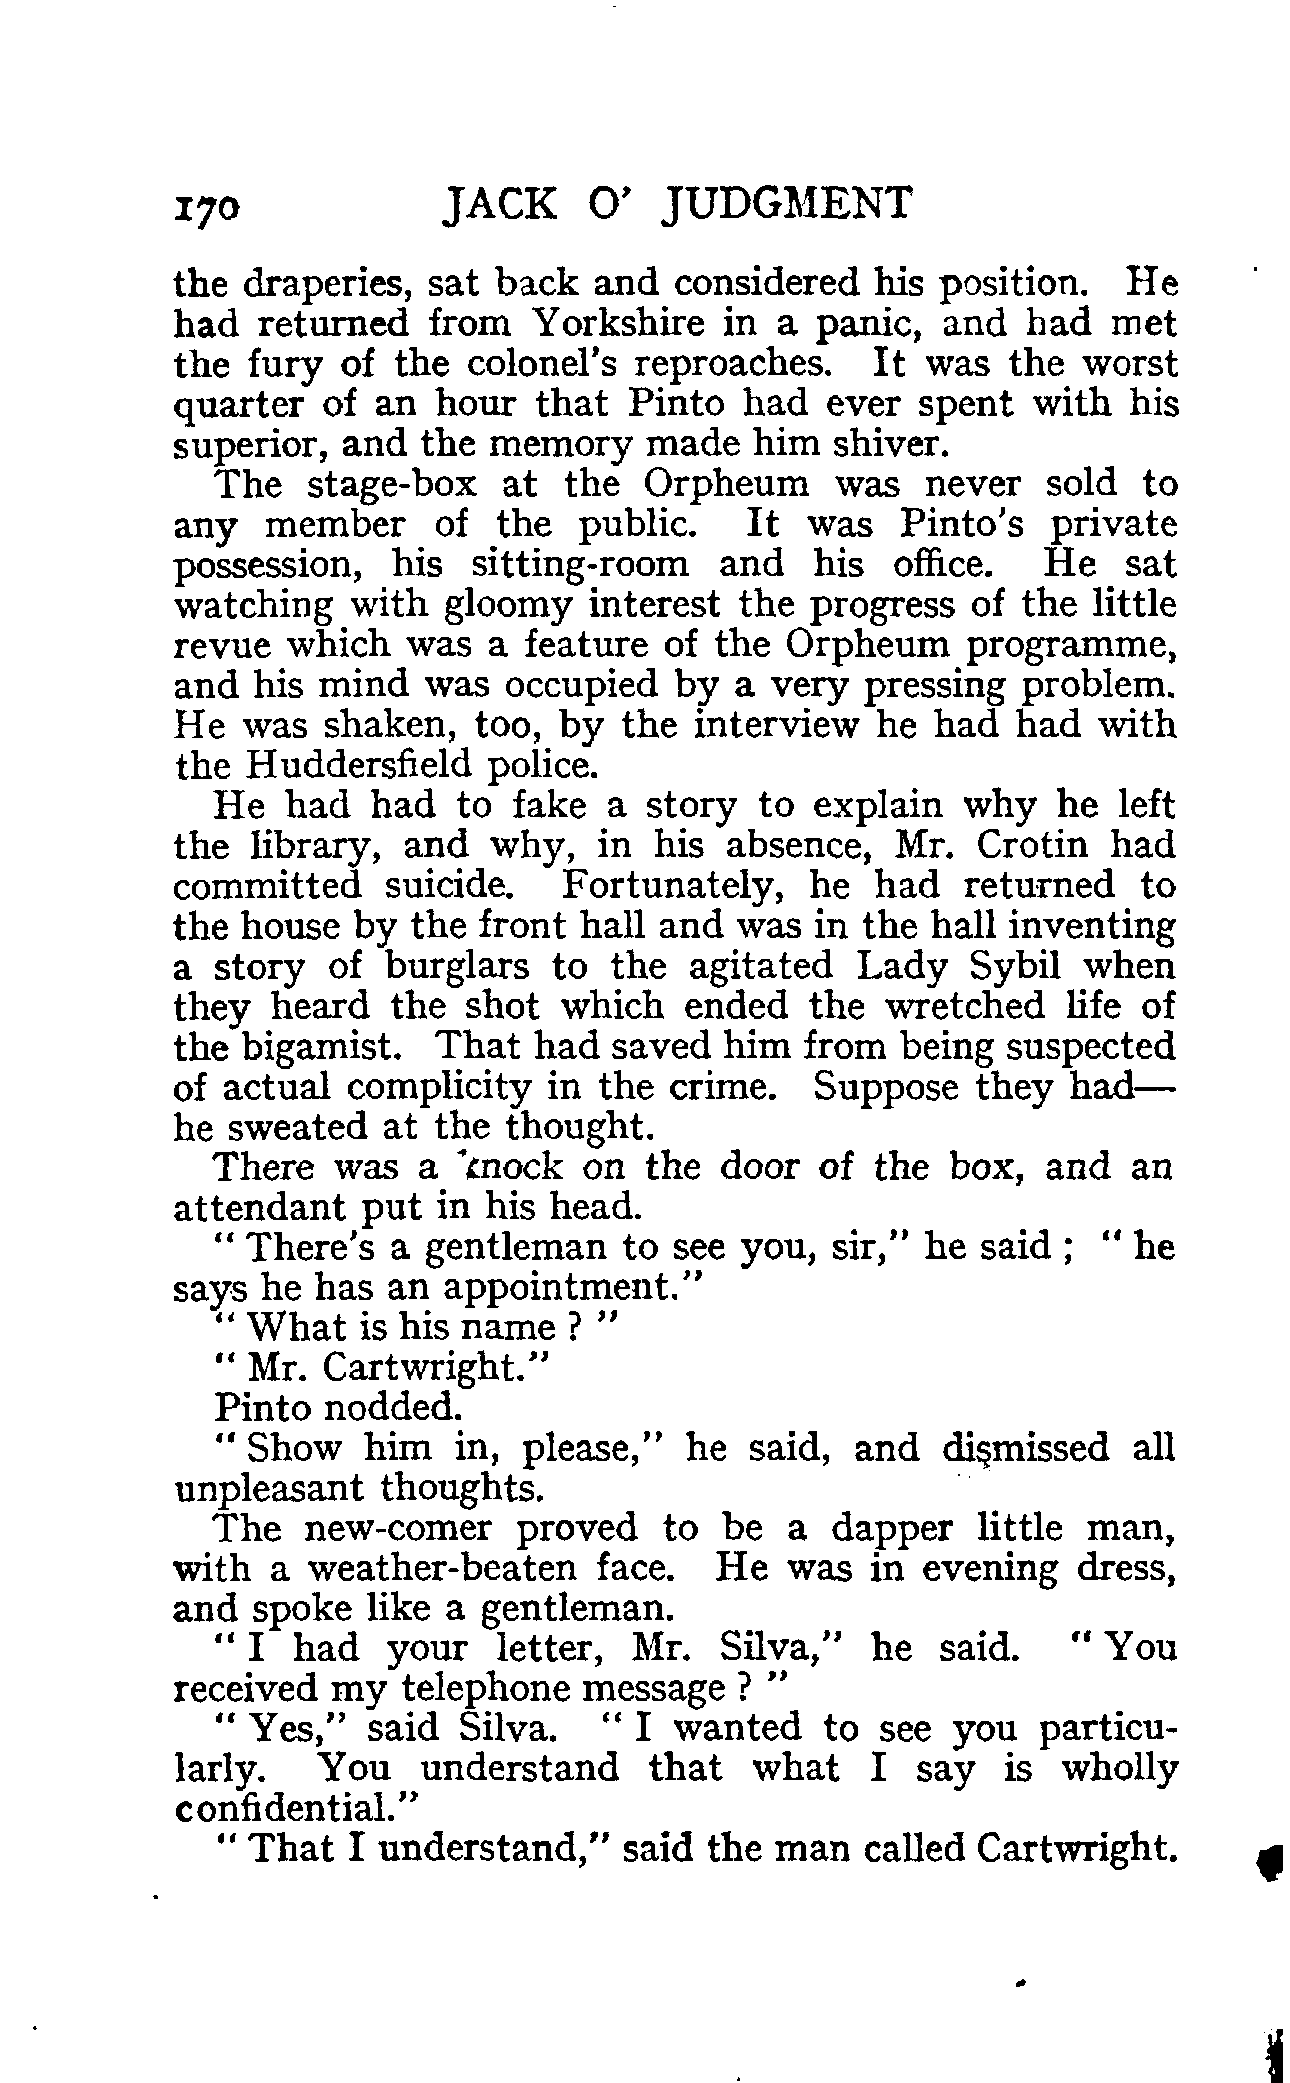 170 JACK O' JUDGMENT
the draperies, sat back and considered his position. He
had returned from Yorkshire in a panic, and had met
the fury of the colonel's reproaches. It was the worst
quarter of an hour that Pinto had ever spent with his
superior, and the memory made him shiver.
The stage-box at the Orpheum was never sold to
any member of the public. It was Pinto's private
possession, his sitting-room and his office. He sat
watching with gloomy interest the progress of the little
revue which was a feature of the Orpheum programme,
and his mind was occupied by a very pressing problem.
He was shaken, too, by the interview he had had with
the Huddersfield police.
He had had to fake a story to explain why he left
the library, and why, in his absence, Mr. Crotin had
committed suicide. Fortunately, he had returned to
the house by the front hall and was in the hall inventing
a story of burglars to the agitated Lady Sybil when
they heard the shot which ended the wretched life of
the bigamist. That had saved him from being suspected
of actual complicity in the crime. Suppose they had—
he sweated at the thought.
There was a knock on the door of the box, and an
attendant put in his head.
" There's a gentleman to see you, sir," he said ; " he
says he has an appointment."
" What is his name ? "
" Mr. Cartwright."
Pinto nodded.
" Show him in, please," he said, and dismissed all
unpleasant thoughts.
The new-comer proved to be a dapper little man,
with a weather-beaten face. He was in evening dress,
and spoke like a gentleman.
" I had your letter, Mr. Silva," he said. " You
received my telephone message ? "
" Yes," said Silva. " I wanted to see you particu-
larly. You understand that what I say is wholly
confidential."
" That I understand," said the man called Cartwright.